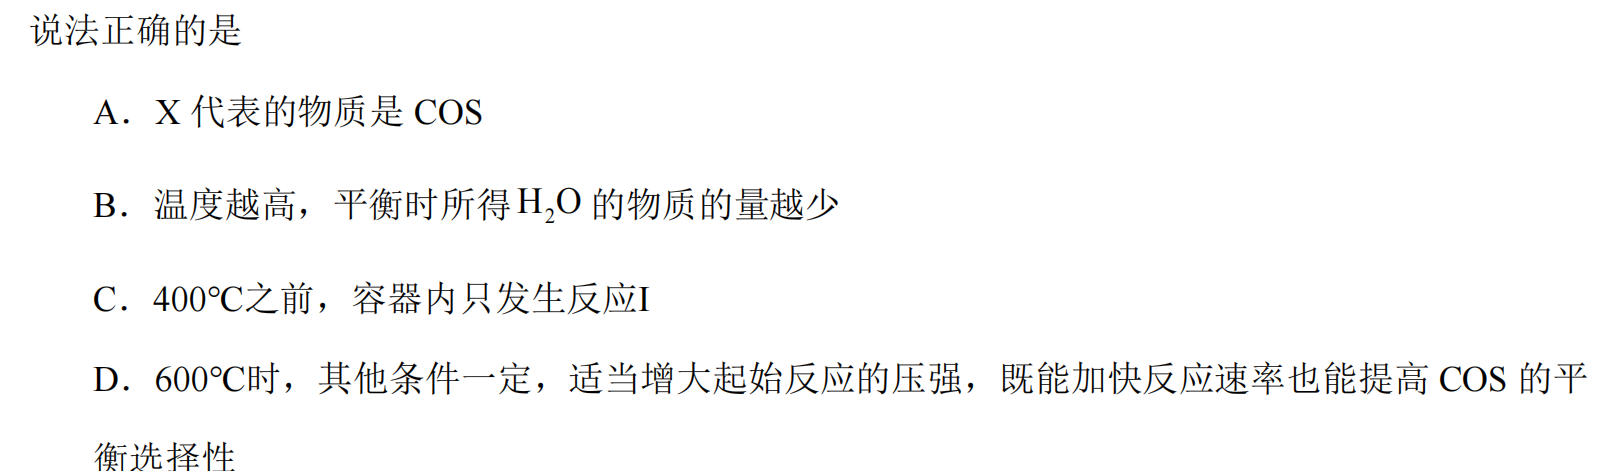 说法正确的是
A．X 代表的物质是 COS
B．温度越高，平衡时所得 H₂O 的物质的量越少
C．400℃之前，容器内只发生反应I
D．600℃时，其他条件一定，适当增大起始反应的压强，既能加快反应速率也能提高 COS 的平
衡选择性